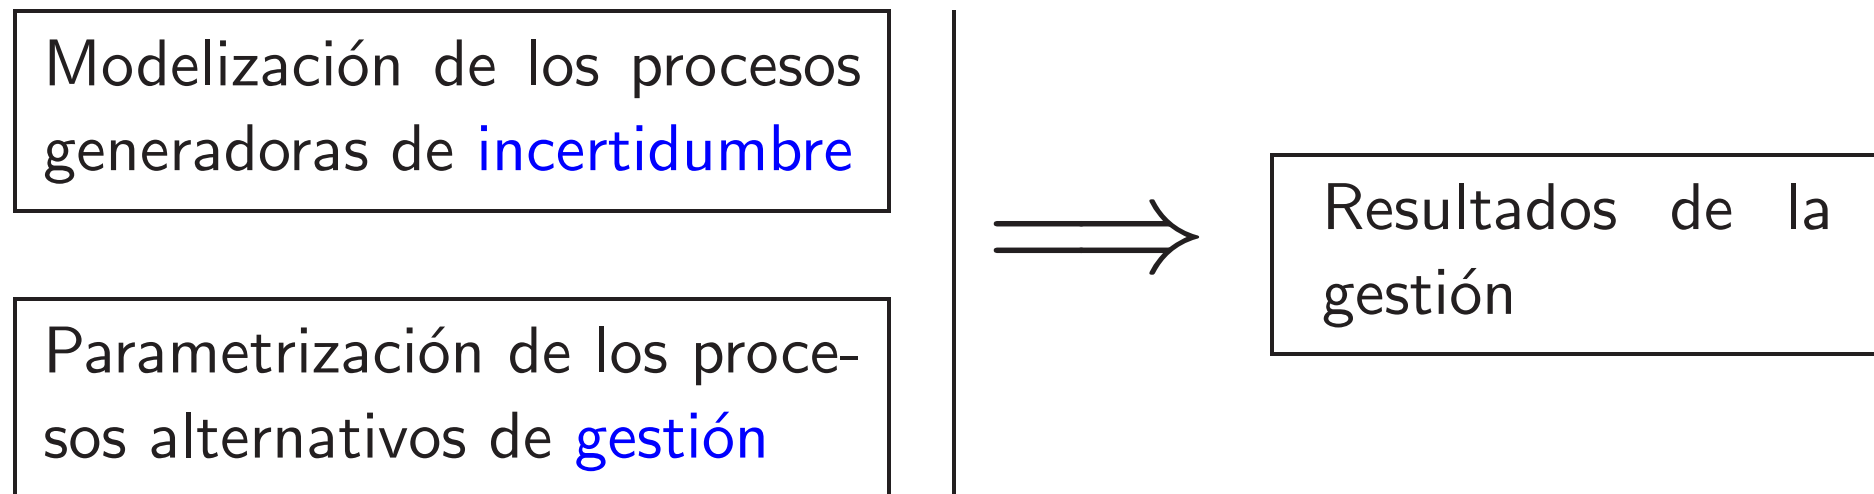 Modelización de los procesos
generadoras de incertidumbre
Parametrización de los proce-
sos alternativos de gestión
Resultados de la
gestión